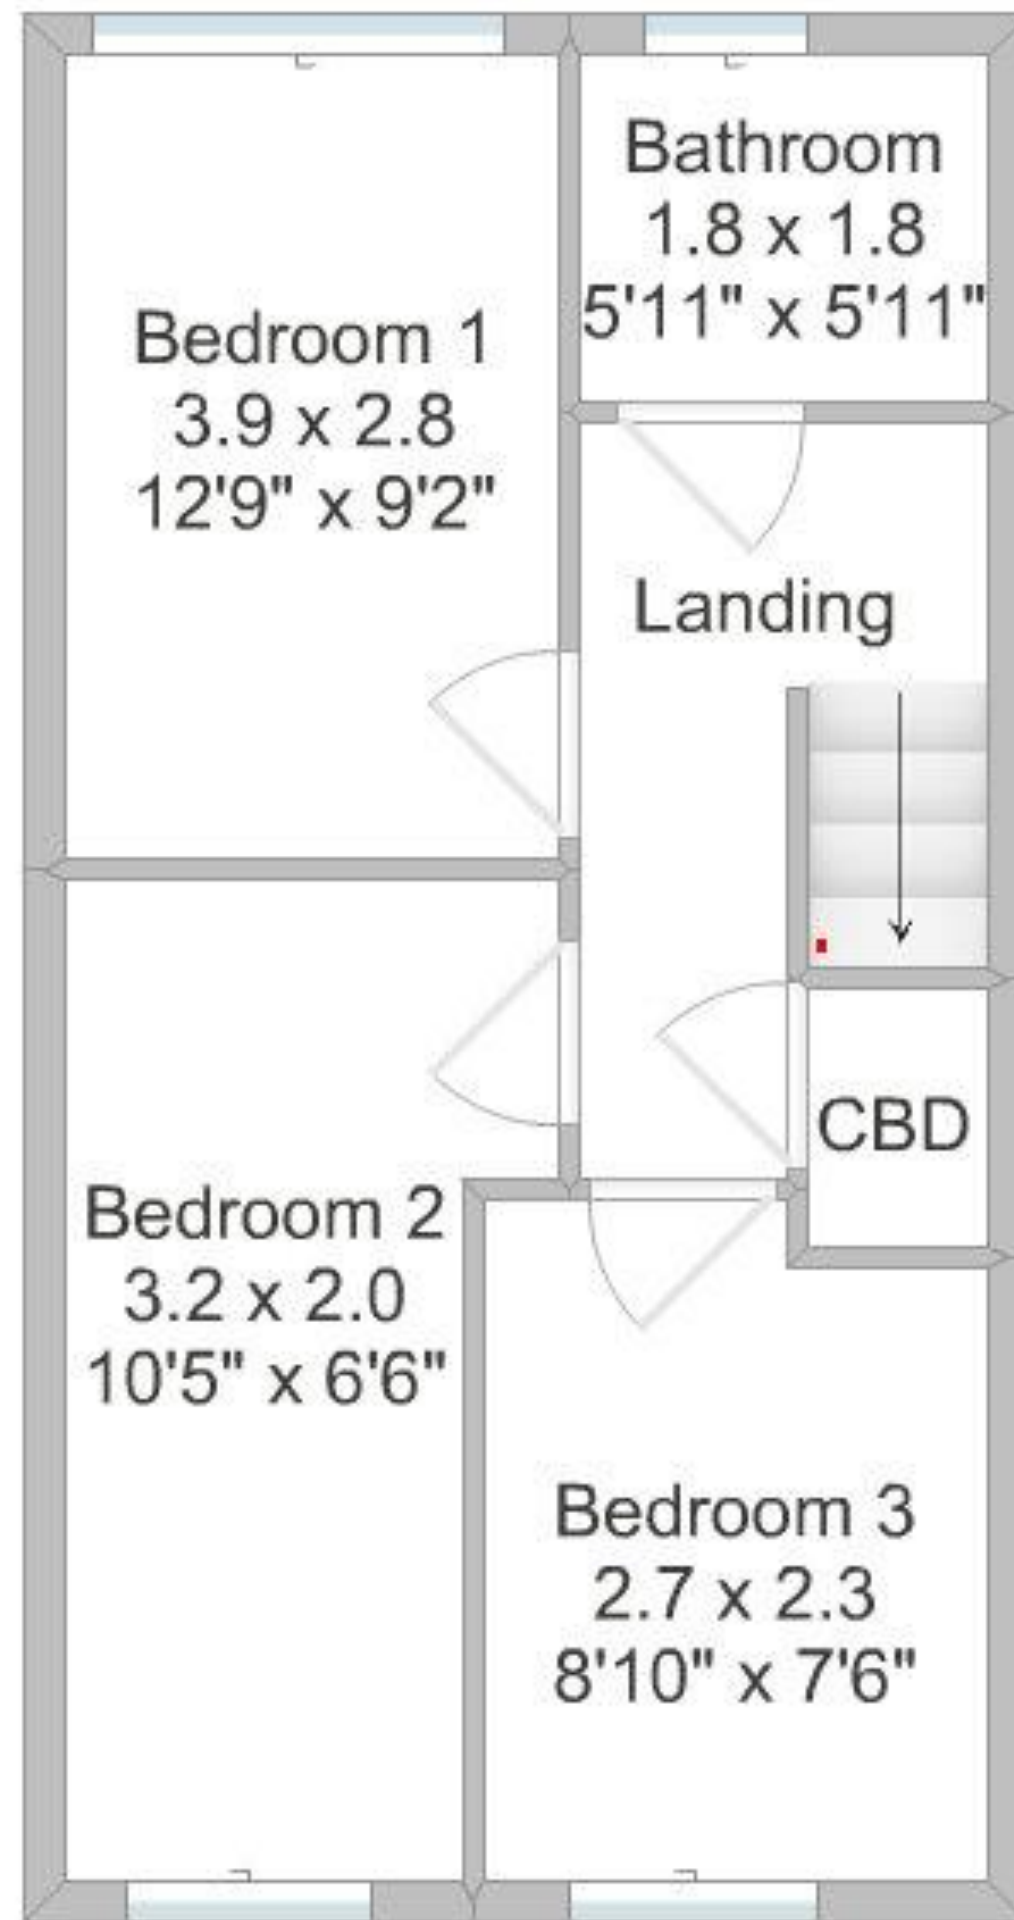 Bathroom
1.8 x 1.8
5'11" x 5'11"
Bedroom 1
3.9 x 2.8
12'9" x 9'2"
Landing
CBD
Bedroom 2
3.2 x 2.0
10'5" x 6'6"
Bedroom 3
2.7 x 2.3
8'10" x 7'6"